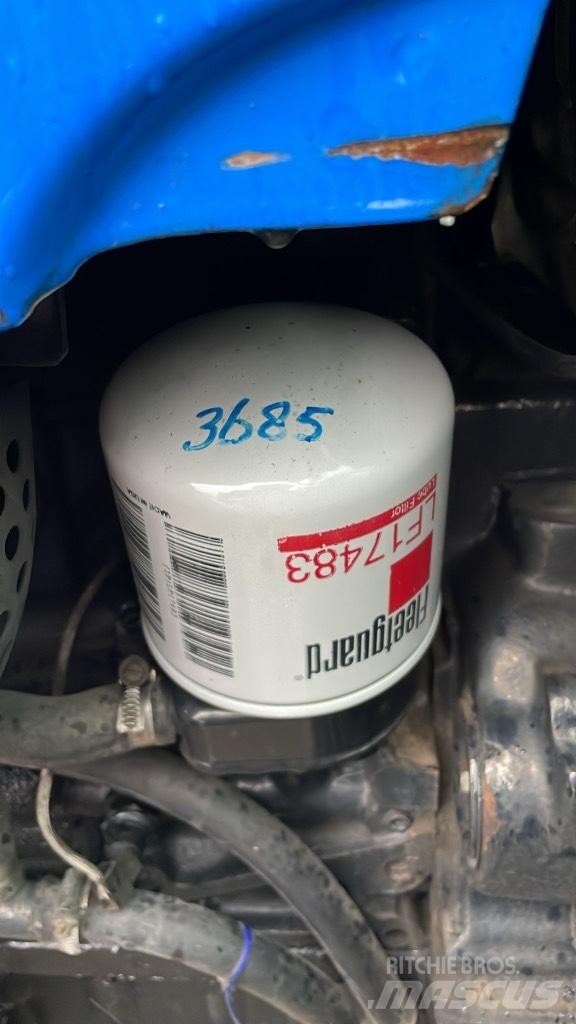 3685
Fleetguard®
LF17483
Lube Filter
MADE IN USA
RITCHIE BROS.
MASCUS